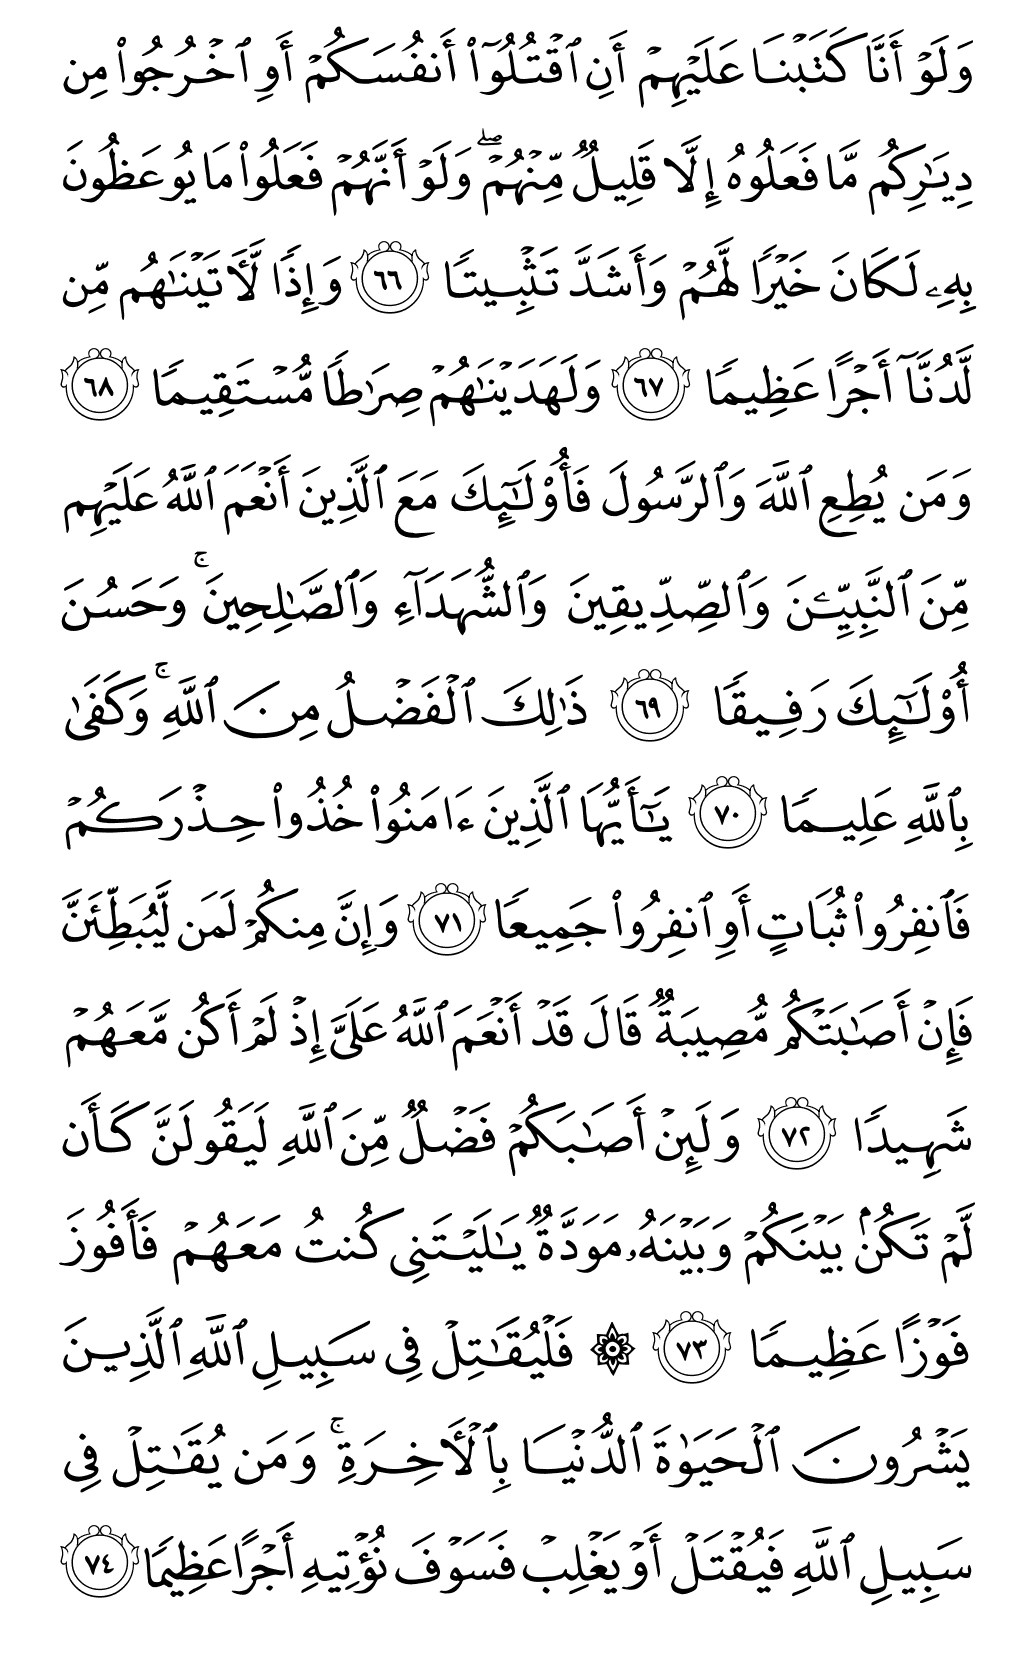 وَلَوۡ أَنَّا كَتَبۡنَا عَلَيۡهِمۡ أَنِ ٱقۡتُلُوٓاْ أَنفُسَكُمۡ أَوِ ٱخۡرُجُواْ مِن
دِيَٰرِكُم مَّا فَعَلُوهُ إِلَّا قَلِيلٞ مِّنۡهُمۡۖ وَلَوۡ أَنَّهُمۡ فَعَلُواْ مَا يُوعَظُونَ
بِهِۦ لَكَانَ خَيۡرٗا لَّهُمۡ وَأَشَدَّ تَثۡبِيتٗا ٦٦ وَإِذٗا لَّأٓتَيۡنَٰهُم مِّن
لَّدُنَّآ أَجۡرًا عَظِيمٗا ٦٧ وَلَهَدَيۡنَٰهُمۡ صِرَٰطٗا مُّسۡتَقِيمٗا ٦٨
وَمَن يُطِعِ ٱللَّهَ وَٱلرَّسُولَ فَأُوْلَٰٓئِكَ مَعَ ٱلَّذِينَ أَنۡعَمَ ٱللَّهُ عَلَيۡهِم
مِّنَ ٱلنَّبِيِّـۧنَ وَٱلصِّدِّيقِينَ وَٱلشُّهَدَآءِ وَٱلصَّٰلِحِينَۚ وَحَسُنَ
أُوْلَٰٓئِكَ رَفِيقٗا ٦٩ ذَٰلِكَ ٱلۡفَضۡلُ مِنَ ٱللَّهِۚ وَكَفَىٰ
بِٱللَّهِ عَلِيمٗا ٧٠ يَٰٓأَيُّهَا ٱلَّذِينَ ءَامَنُواْ خُذُواْ حِذۡرَكُمۡ
فَٱنفِرُواْ ثُبَاتٍ أَوِ ٱنفِرُواْ جَمِيعٗا ٧١ وَإِنَّ مِنكُمۡ لَمَن لَّيُبَطِّئَنَّ
فَإِنۡ أَصَٰبَتۡكُم مُّصِيبَةٞ قَالَ قَدۡ أَنۡعَمَ ٱللَّهُ عَلَيَّ إِذۡ لَمۡ أَكُن مَّعَهُمۡ
شَهِيدٗا ٧٢ وَلَئِنۡ أَصَٰبَكُمۡ فَضۡلٞ مِّنَ ٱللَّهِ لَيَقُولَنَّ كَأَن
لَّمۡ تَكُنۢ بَيۡنَكُمۡ وَبَيۡنَهُۥ مَوَدَّةٞ يَٰلَيۡتَنِي كُنتُ مَعَهُمۡ فَأَفُوزَ
فَوۡزًا عَظِيمٗا ٧٣ ۞ فَلۡيُقَٰتِلۡ فِي سَبِيلِ ٱللَّهِ ٱلَّذِينَ
يَشۡرُونَ ٱلۡحَيَوٰةَ ٱلدُّنۡيَا بِٱلۡأٓخِرَةِۚ وَمَن يُقَٰتِلۡ فِي
سَبِيلِ ٱللَّهِ فَيُقۡتَلۡ أَوۡ يَغۡلِبۡ فَسَوۡفَ نُؤۡتِيهِ أَجۡرًا عَظِيمٗا ٧٤